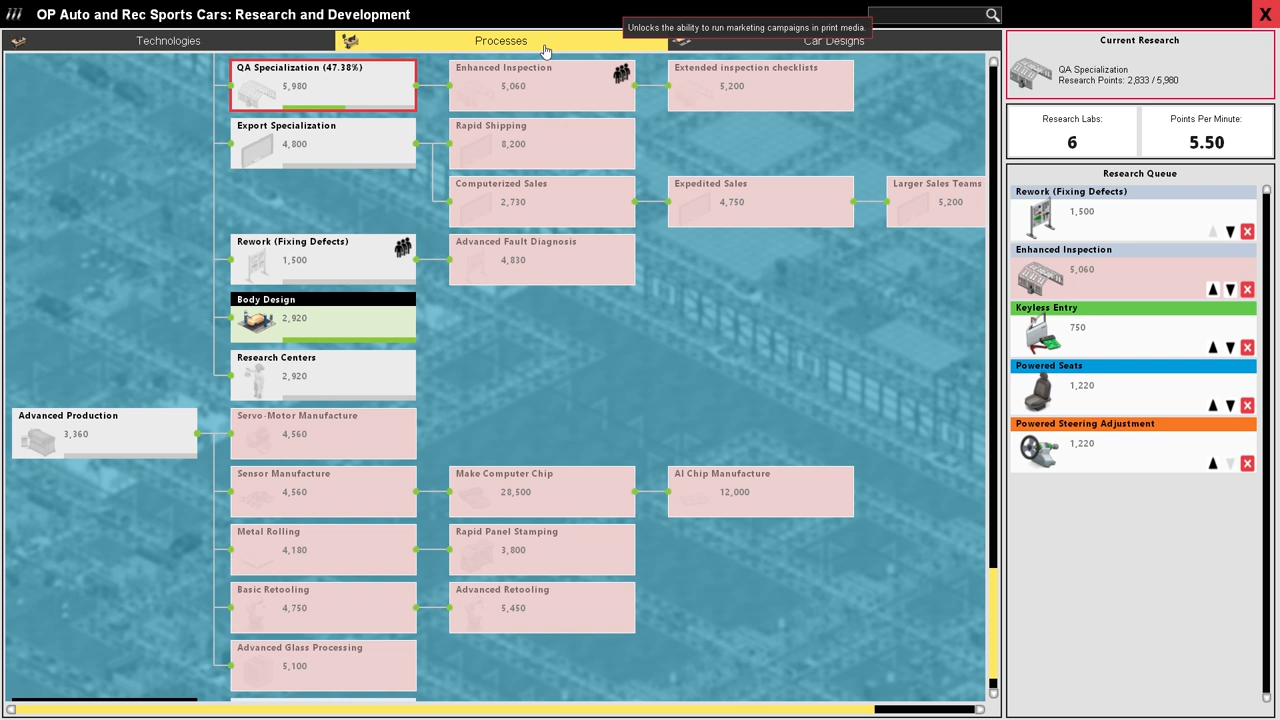 OP Auto and Rec Sports Cars: Research and Development
X
Unlocks the ability to run marketing campaigns in print media.
Technologies
Processes
Car Designs
QA Specialization (47.38%)
5,980
Enhanced Inspection
5,060
Extended inspection checklists
5,200
Export Specialization
4,800
Rapid Shipping
8,200
Computerized Sales
2,730
Expedited Sales
4,750
Larger Sales Teams
5,200
Rework (Fixing Defects)
1,500
Advanced Fault Diagnosis
4,830
Body Design
2,920
Research Centers
2,920
Advanced Production
3,360
Servo-Motor Manufacture
4,560
Sensor Manufacture
4,560
Make Computer Chip
28,500
AI Chip Manufacture
12,000
Metal Rolling
4,180
Rapid Panel Stamping
3,800
Basic Retooling
4,750
Advanced Retooling
5,450
Advanced Glass Processing
5,100
Current Research
QA Specialization
Research Points: 2,833 / 5,980
Research Labs:
6
Points Per Minute:
5.50
Research Queue
Rework (Fixing Defects)
1,500
Enhanced Inspection
5,060
Keyless Entry
750
Powered Seats
1,220
Powered Steering Adjustment
1,220